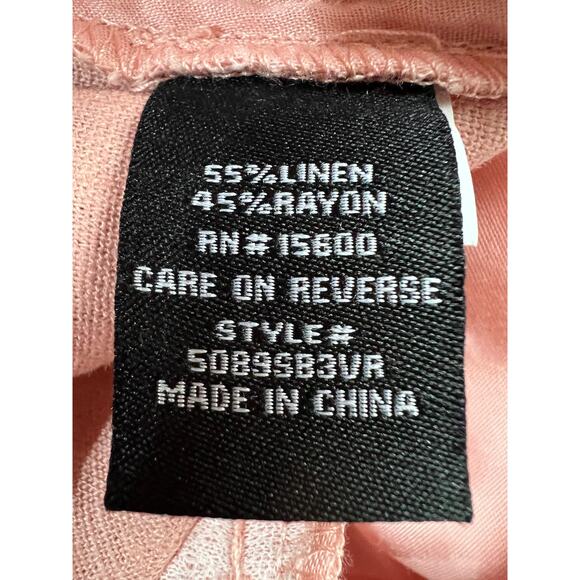 55%LINEN
45%RAYON
RN# 15600
CARE ON REVERSE
STYLE#
5089SB3VR
MADE IN CHINA